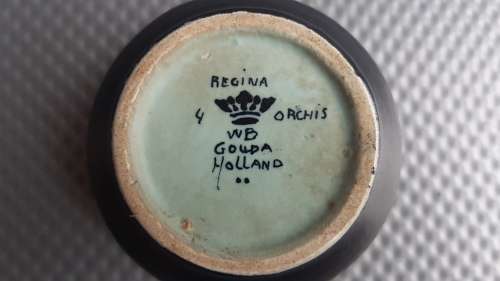 REGINA
4 ORCHIS
WB
GOUDA
HOLLAND